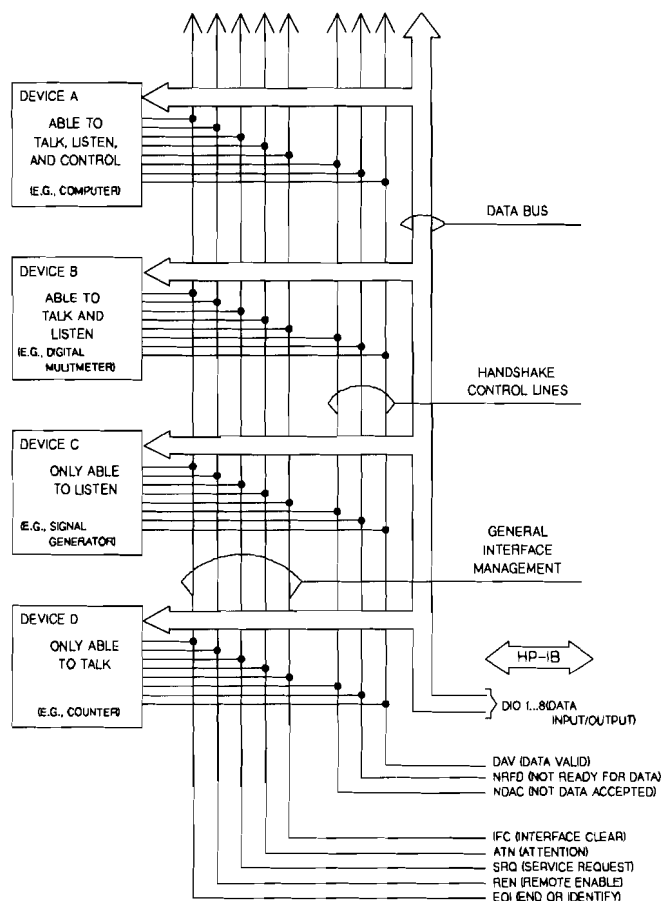 DEVICE A
ABLE TO
TALK, LISTEN,
AND CONTROL
(E.G., COMPUTER)
DATA BUS
DEVICE B
ABLE TO
TALK AND
LISTEN
(E.G., DIGITAL
MULITMETER)
HANDSHAKE
CONTROL LINES
DEVICE C
ONLY ABLE
TO LISTEN
(E.G., SIGNAL
GENERATOR)
GENERAL
INTERFACE
MANAGEMENT
DEVICE D
ONLY ABLE
TO TALK
(E.G., COUNTER)
HP-IB
DIO 1...8(DATA
INPUT/OUTPUT)
DAV (DATA VALID)
NRFD (NOT READY FOR DATA)
NDAC (NOT DATA ACCEPTED)
IFC (INTERFACE CLEAR)
ATN (ATTENTION)
SRQ (SERVICE REQUEST)
REN (REMOTE ENABLE)
EOI (END OR IDENTIFY)